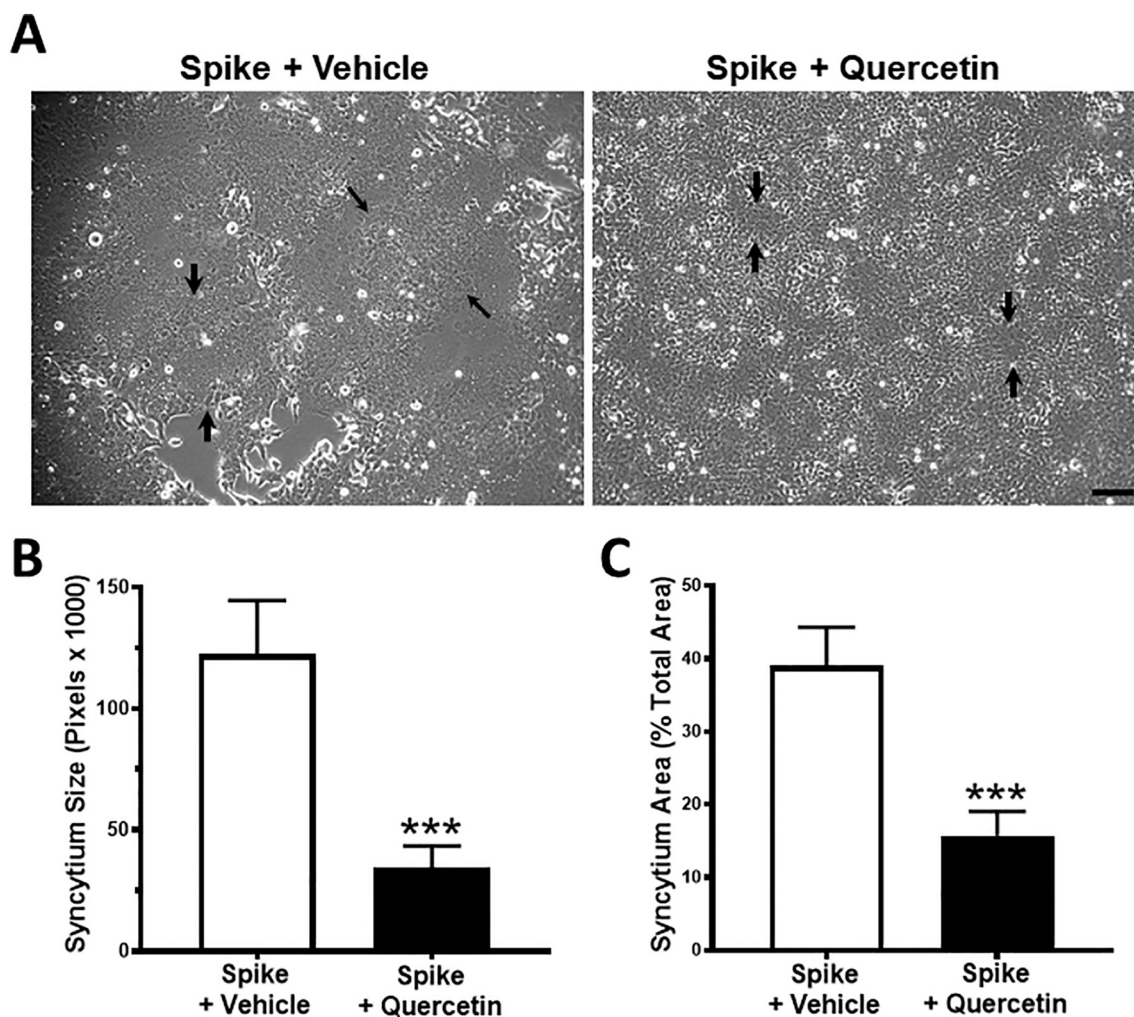 A
Spike + Vehicle
Spike + Quercetin
B
Syncytium Size (Pixels x 1000)
150
100
50
0
***
Spike
+ Vehicle
Spike
+ Quercetin
C
Syncytium Area (% Total Area)
50
40
30
20
10
0
***
Spike
+ Vehicle
Spike
+ Quercetin